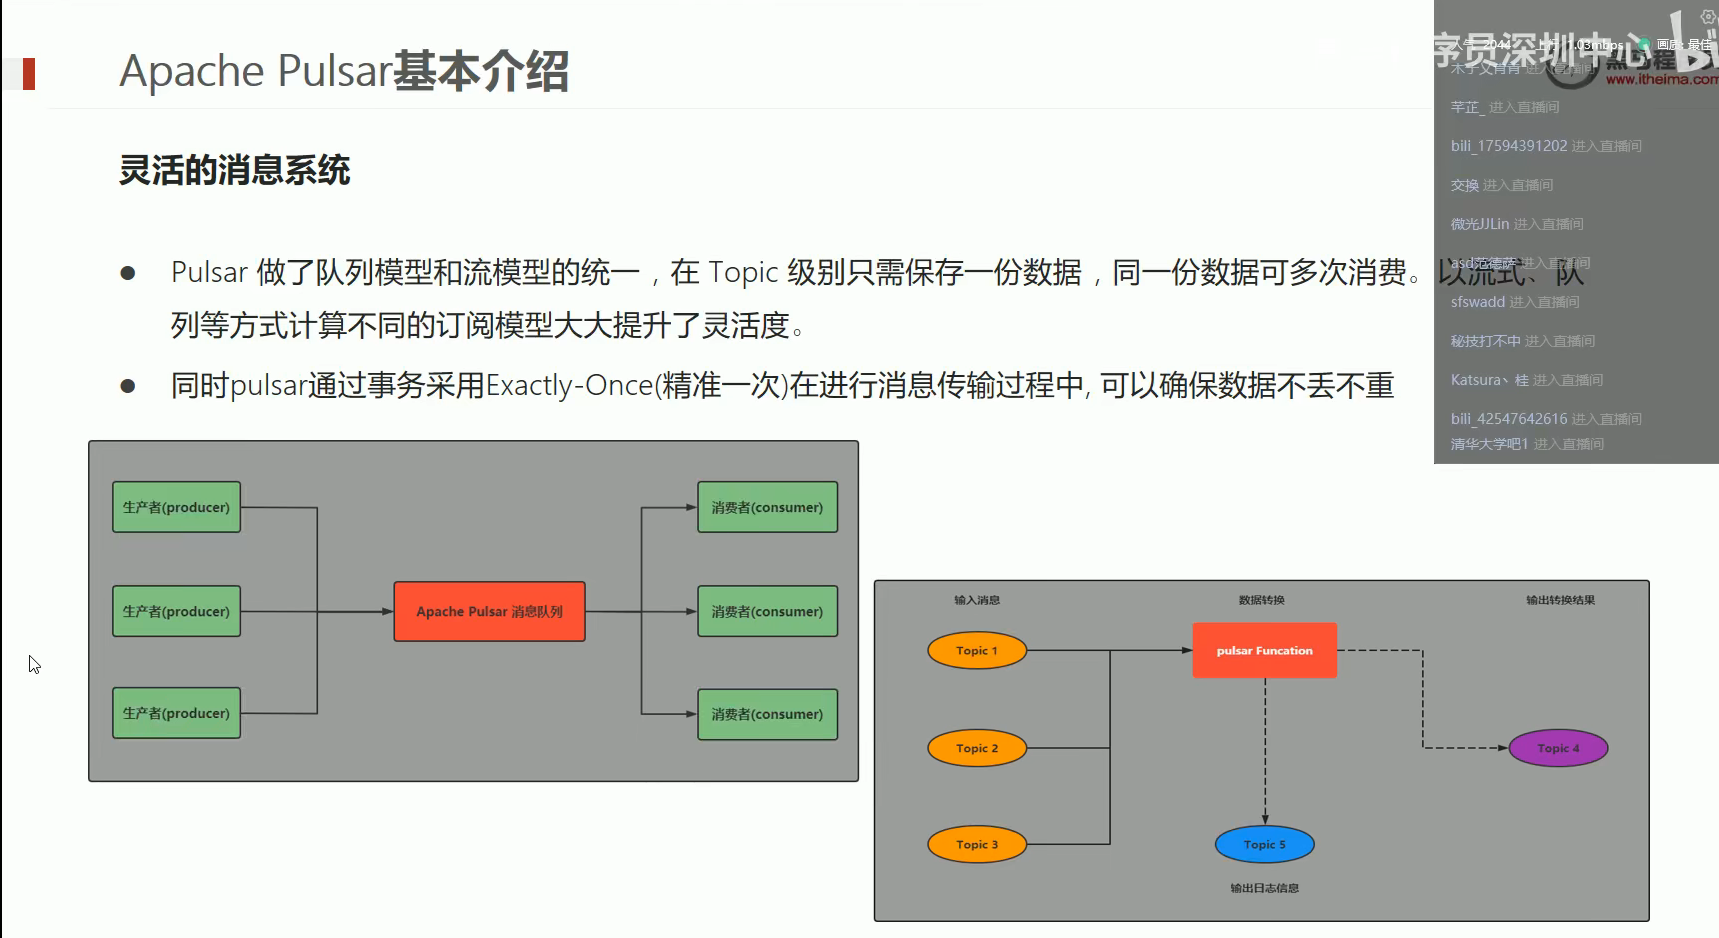 Apache Pulsar基本介绍
灵活的消息系统
● Pulsar 做了队列模型和流模型的统一，在 Topic 级别只需保存一份数据，同一份数据可多次消费。以流式、队
列等方式计算不同的订阅模型大大提升了灵活度。
● 同时pulsar通过事务采用Exactly-Once(精准一次)在进行消息传输过程中, 可以确保数据不丢不重
生产者(producer)
生产者(producer)
生产者(producer)
Apache Pulsar 消息队列
消费者(consumer)
消费者(consumer)
消费者(consumer)
输入消息
数据转换
输出转换结果
Topic 1
pulsar Funcation
Topic 2
Topic 4
Topic 3
Topic 5
输出日志信息
序员深圳中心
2044
1.03mbps
画质: 最佳
www.itheima.com
进入直播间
芊芷_ 进入直播间
bili_17594391202 进入直播间
交换 进入直播间
微光JJLin 进入直播间
asd范德萨 进入直播间
sfswadd 进入直播间
秘技打不中 进入直播间
Katsura丶桂 进入直播间
bili_42547642616 进入直播间
清华大学吧1 进入直播间